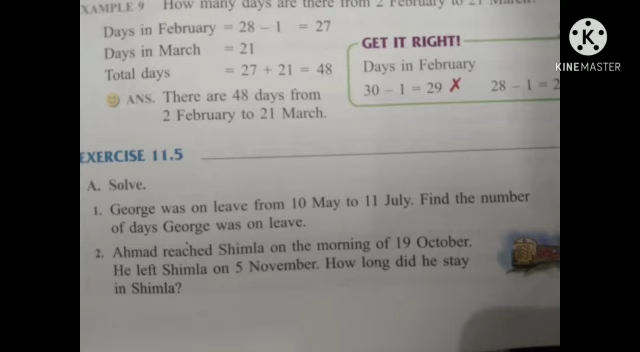 XAMPLE 9 How many days are there from 2 February to 21 March.
Days in February = 28 – 1 = 27
Days in March = 21
Total days = 27 + 21 = 48
ANS. There are 48 days from
2 February to 21 March.
GET IT RIGHT!
Days in February
30 – 1 = 29 ✗ 28 – 1 = 2
K
KINEMASTER
EXERCISE 11.5
A. Solve.
1. George was on leave from 10 May to 11 July. Find the number
of days George was on leave.
2. Ahmad reached Shimla on the morning of 19 October.
He left Shimla on 5 November. How long did he stay
in Shimla?